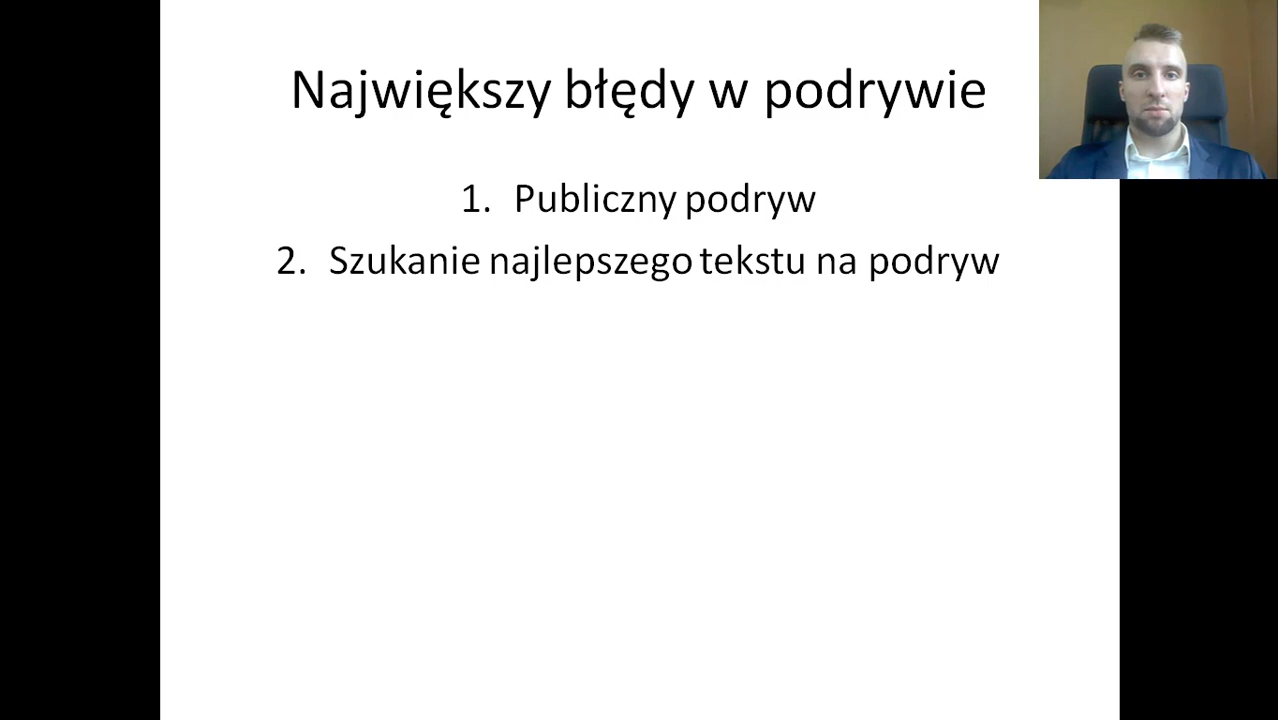 Największy błędy w podrywie
1. Publiczny podryw
2. Szukanie najlepszego tekstu na podryw